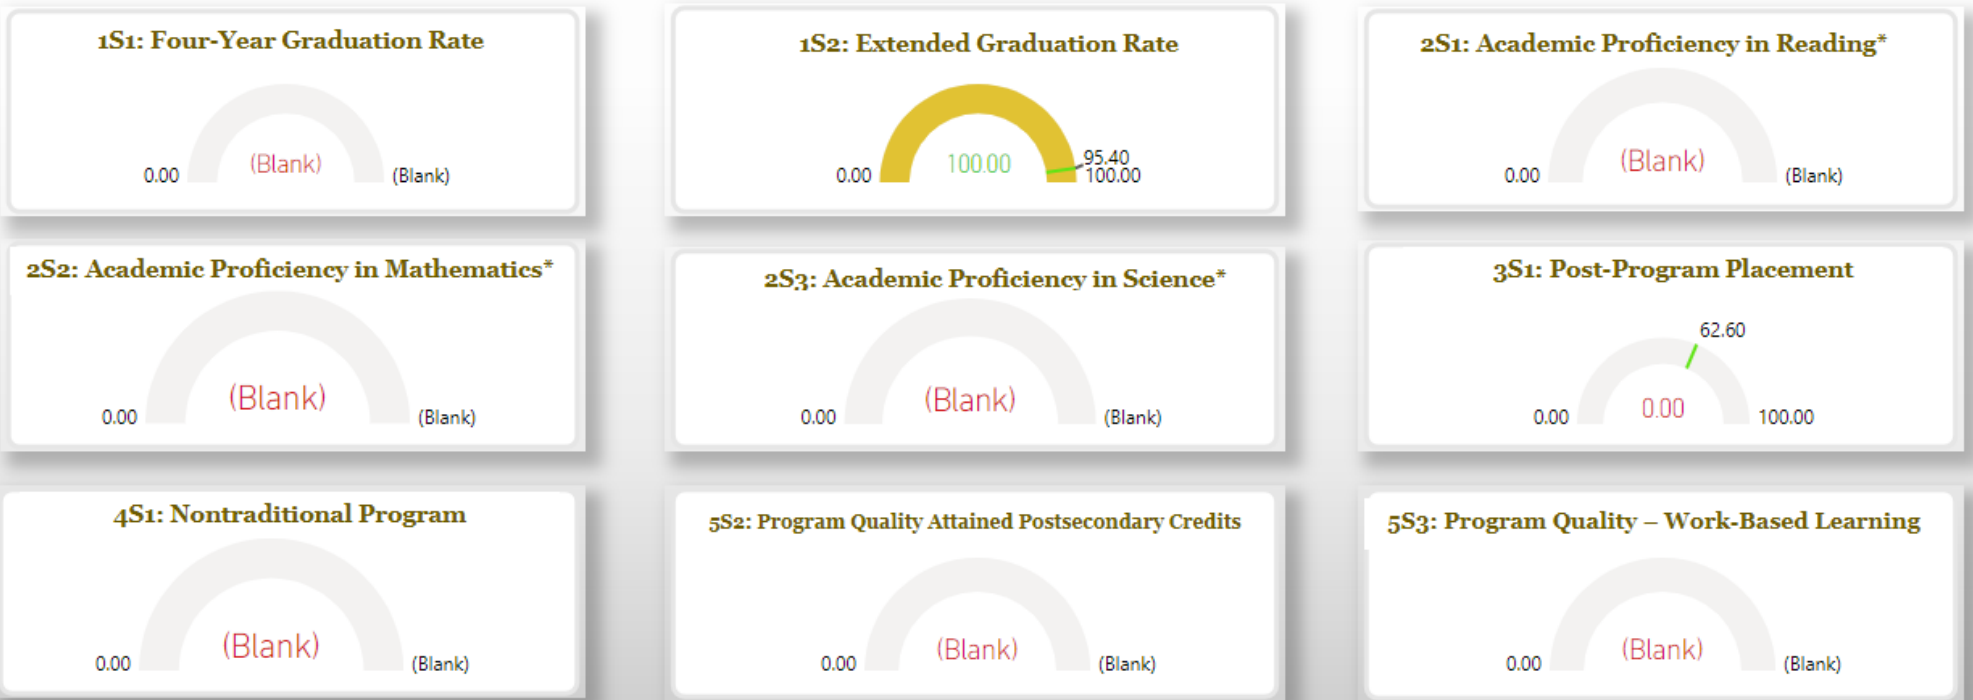 1S1: Four-Year Graduation Rate
(Blank)
0.00
(Blank)
1S2: Extended Graduation Rate
95.40
100.00
0.00
100.00
2S1: Academic Proficiency in Reading*
(Blank)
0.00
(Blank)
2S2: Academic Proficiency in Mathematics*
(Blank)
0.00
(Blank)
2S3: Academic Proficiency in Science*
(Blank)
0.00
(Blank)
3S1: Post-Program Placement
62.60
0.00
0.00
100.00
4S1: Nontraditional Program
(Blank)
0.00
(Blank)
5S2: Program Quality Attained Postsecondary Credits
(Blank)
0.00
(Blank)
5S3: Program Quality – Work-Based Learning
(Blank)
0.00
(Blank)